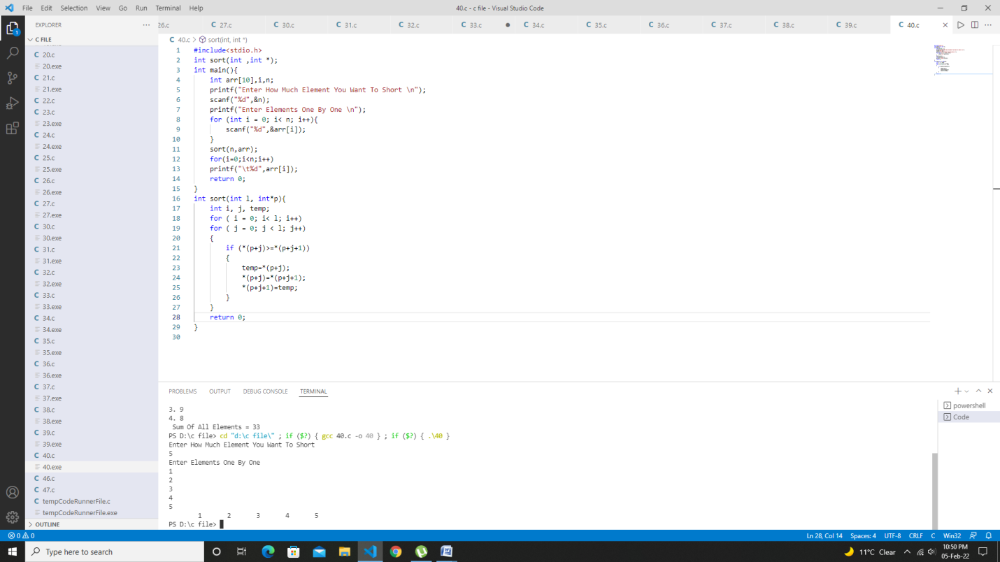 File Edit Selection View Go Run Terminal Help 40.c - c file - Visual Studio Code
EXPLORER
26.c 27.c 30.c 31.c 32.c 33.c 34.c 35.c 36.c 37.c 38.c 39.c 40.c
C FILE
40.c > sort(int, int *)
20.c
20.exe
21.c
21.exe
22.c
23.c
23.exe
24.c
24.exe
25.c
25.exe
26.c
26.exe
27.c
27.exe
30.c
30.exe
31.c
31.exe
32.c
32.exe
33.c
33.exe
34.c
34.exe
35.c
35.exe
36.c
36.exe
37.c
37.exe
38.c
38.exe
39.c
39.exe
40.c
40.exe
46.c
47.c
tempCodeRunnerFile.c
tempCodeRunnerFile.exe
OUTLINE
1 #include<stdio.h>
2 int sort(int ,int *);
3 int main(){
4 int arr[10],i,n;
5 printf("Enter How Much Element You Want To Short \n");
6 scanf("%d",&n);
7 printf("Enter Elements One By One \n");
8 for (int i = 0; i< n; i++){
9 scanf("%d",&arr[i]);
10 }
11 sort(n,arr);
12 for(i=0;i<n;i++)
13 printf("\t%d",arr[i]);
14 return 0;
15 }
16 int sort(int l, int*p){
17 int i, j, temp;
18 for ( i = 0; i< l; i++)
19 for ( j = 0; j < l; j++)
20 {
21 if (*(p+j)>=*(p+j+1))
22 {
23 temp=*(p+j);
24 *(p+j)=*(p+j+1);
25 *(p+j+1)=temp;
26 }
27 }
28 return 0;
29 }
30
PROBLEMS OUTPUT DEBUG CONSOLE TERMINAL
3. 9
4. 8
Sum Of All Elements = 33
PS D:\c file> cd "d:\c file\" ; if ($?) { gcc 40.c -o 40 } ; if ($?) { .\40 }
Enter How Much Element You Want To Short
5
Enter Elements One By One
1
2
3
4
5
1 2 3 4 5
PS D:\c file>
powershell
Code
0 0 Ln 28, Col 14 Spaces: 4 UTF-8 CRLF C Win32
Type here to search
11°C Clear
10:50 PM
05-Feb-22